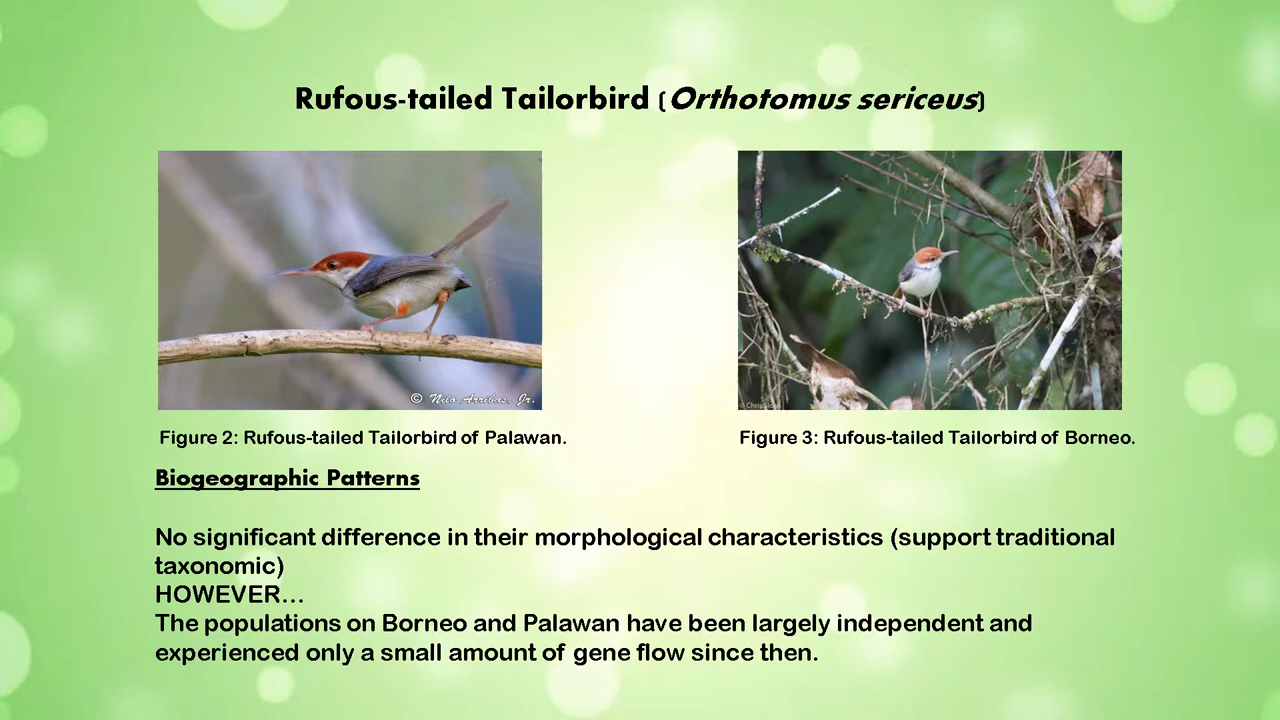 Rufous-tailed Tailorbird (Orthotomus sericeus)
© Nilo Arribas, Jr.
Figure 2: Rufous-tailed Tailorbird of Palawan.
Figure 3: Rufous-tailed Tailorbird of Borneo.
Biogeographic Patterns
No significant difference in their morphological characteristics (support traditional
taxonomic)
HOWEVER…
The populations on Borneo and Palawan have been largely independent and
experienced only a small amount of gene flow since then.